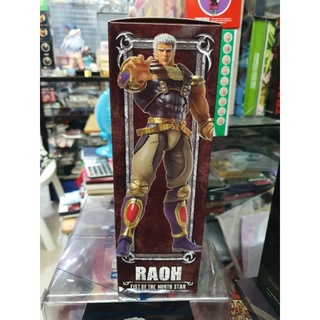 RAOH
FIST OF THE NORTH STAR